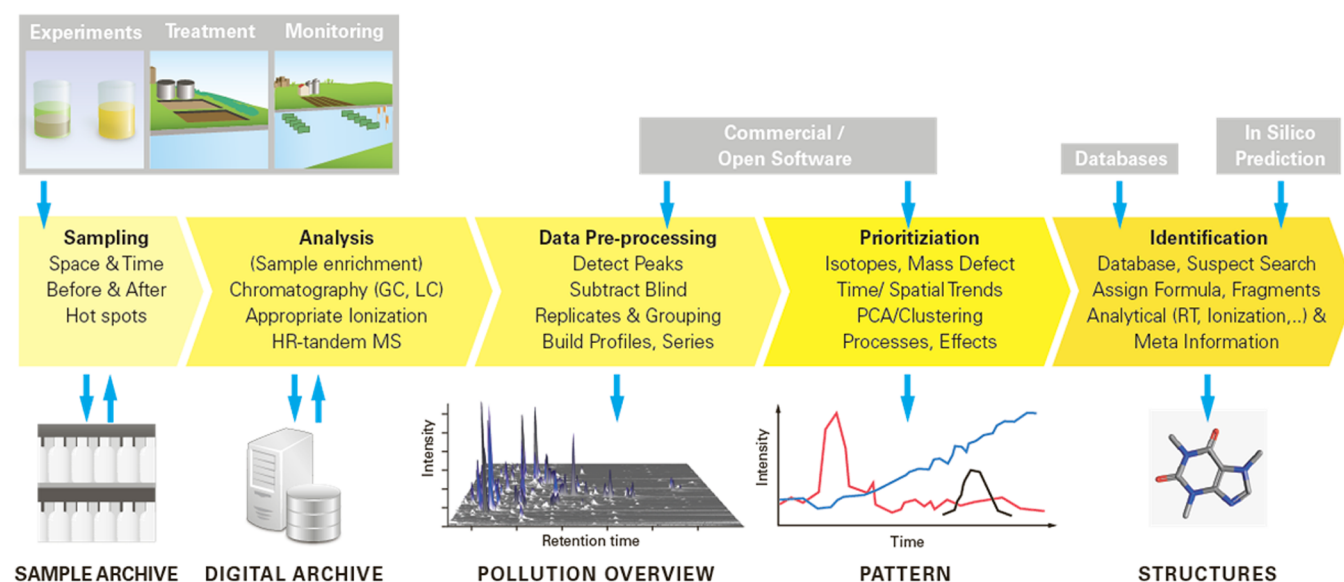 Experiments
Treatment
Monitoring
Commercial /
Open Software
Databases
In Silico
Prediction
Sampling
Space & Time
Before & After
Hot spots
Analysis
(Sample enrichment)
Chromatography (GC, LC)
Appropriate Ionization
HR-tandem MS
Data Pre-processing
Detect Peaks
Subtract Blind
Replicates & Grouping
Build Profiles, Series
Prioritiziation
Isotopes, Mass Defect
Time/ Spatial Trends
PCA/Clustering
Processes, Effects
Identification
Database, Suspect Search
Assign Formula, Fragments
Analytical (RT, Ionization,..) &
Meta Information
Intensity
Retention time
Intensity
Time
SAMPLE ARCHIVE
DIGITAL ARCHIVE
POLLUTION OVERVIEW
PATTERN
STRUCTURES